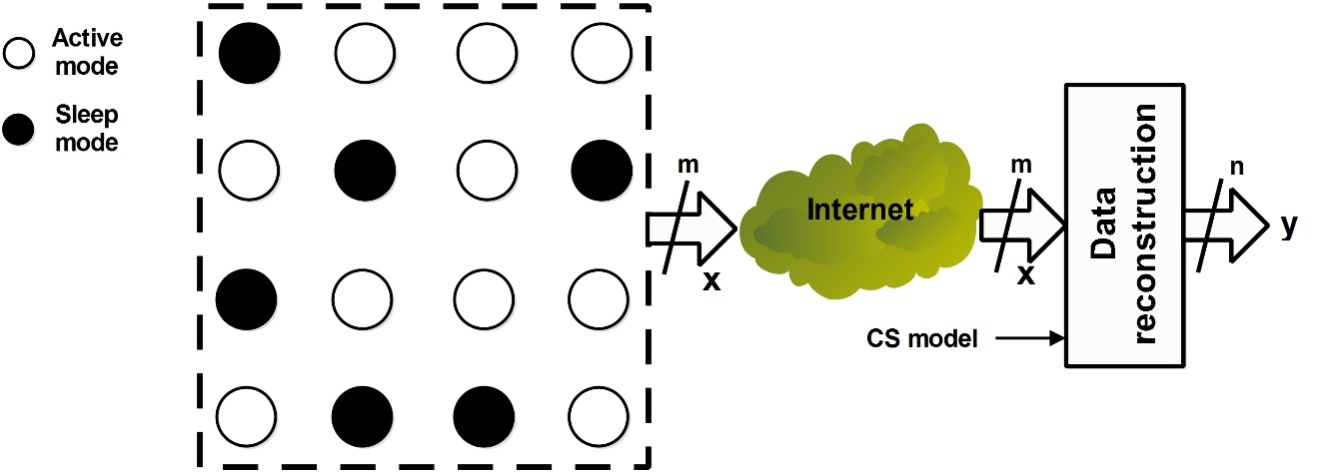 Active
mode
Sleep
mode
m
x
Internet
m
x
CS model
Data
reconstruction
n
y